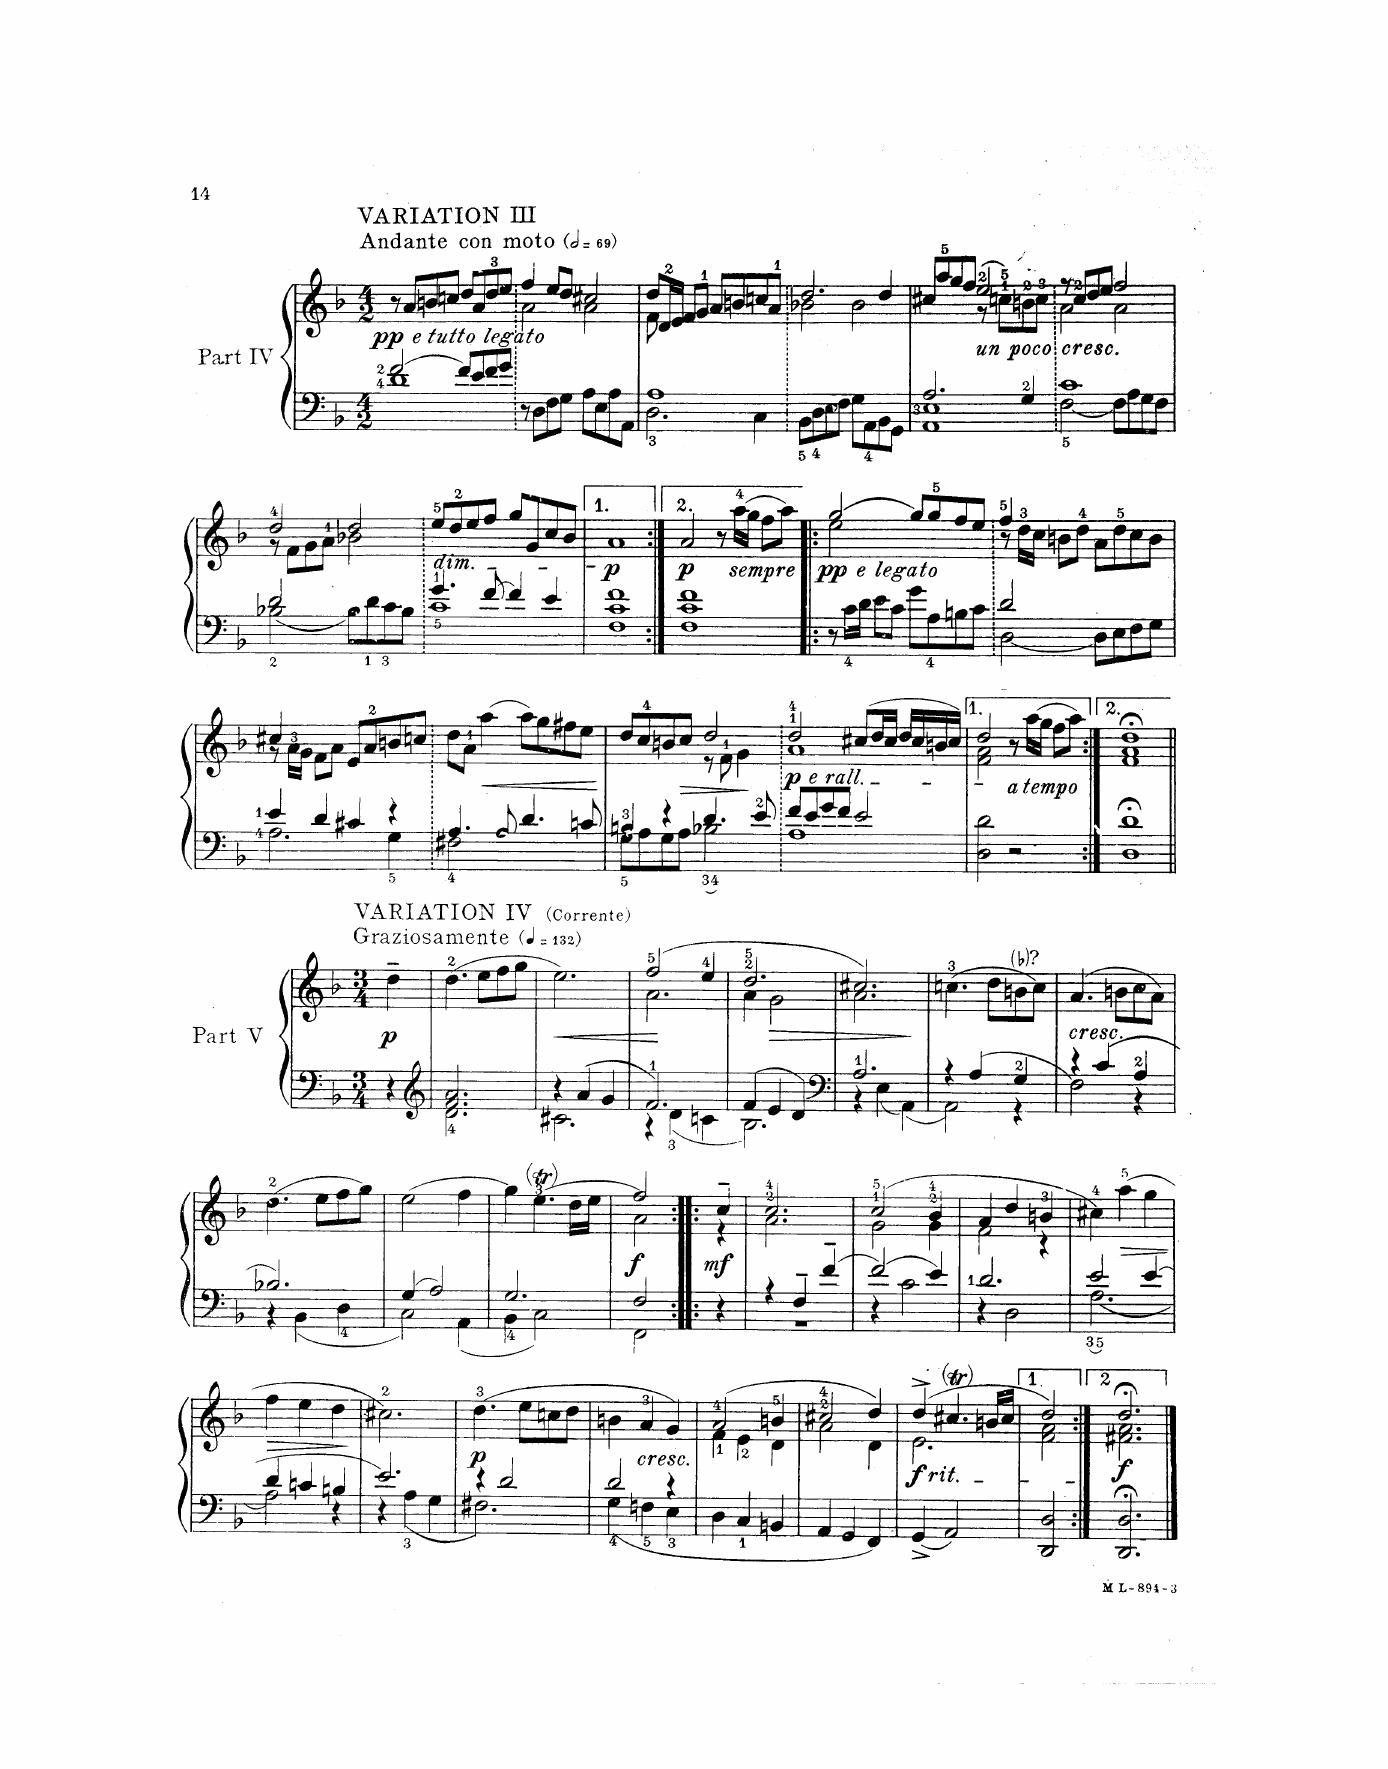 14
VARIATION III
Andante con moto (𝅗𝅥 = 69)
Part IV
pp e tutto legato
un poco cresc.
dim.
1.
2.
p
p
sempre
pp e legato
p e rall.
1.
2.
a tempo
VARIATION IV (Corrente)
Graziosamente (♩ = 132)
Part V
p
(♭)?
cresc.
(tr)
f
mf
(tr)
1.
2
p
cresc.
f rit.
f
ML-894-3